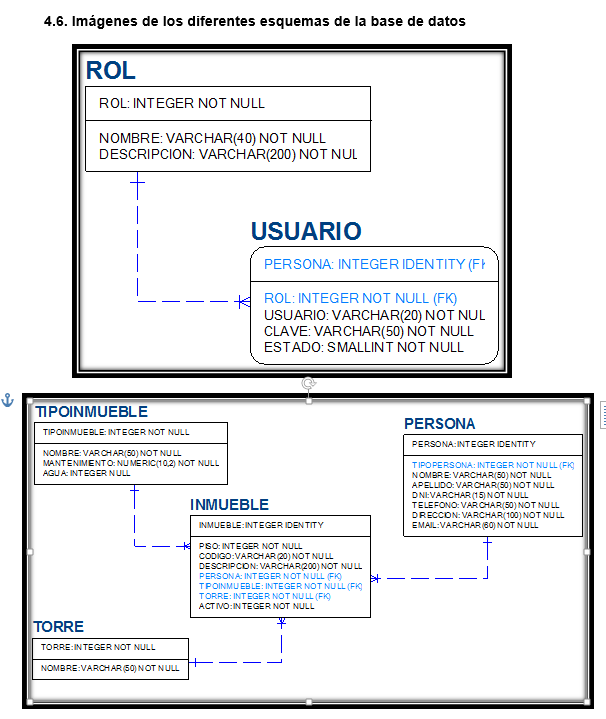 4.6. Imágenes de los diferentes esquemas de la base de datos
ROL
ROL: INTEGER NOT NULL
NOMBRE: VARCHAR(40) NOT NULL
DESCRIPCION: VARCHAR(200) NOT NUL
USUARIO
PERSONA: INTEGER IDENTITY (FK
ROL: INTEGER NOT NULL (FK)
USUARIO: VARCHAR(20) NOT NUL
CLAVE: VARCHAR(50) NOT NULL
ESTADO: SMALLINT NOT NULL
TIPOINMUEBLE
TIPOINMUEBLE: INTEGER NOT NULL
NOMBRE: VARCHAR(50) NOT NULL
MANTENIMIENTO: NUMERIC(10,2) NOT NULL
AGUA: INTEGER NULL
PERSONA
PERSONA: INTEGER IDENTITY
TIPOPERSONA: INTEGER NOT NULL (FK)
NOMBRE: VARCHAR(50) NOT NULL
APELLIDO: VARCHAR(50) NOT NULL
DNI: VARCHAR(15) NOT NULL
TELEFONO: VARCHAR(50) NOT NULL
DIRECCION: VARCHAR(100) NOT NULL
EMAIL: VARCHAR(60) NOT NULL
INMUEBLE
INMUEBLE: INTEGER IDENTITY
PISO: INTEGER NOT NULL
CODIGO: VARCHAR(20) NOT NULL
DESCRIPCION: VARCHAR(200) NOT NULL
PERSONA: INTEGER NOT NULL (FK)
TIPOINMUEBLE: INTEGER NOT NULL (FK)
TORRE: INTEGER NOT NULL (FK)
ACTIVO: INTEGER NOT NULL
TORRE
TORRE: INTEGER NOT NULL
NOMBRE: VARCHAR(50) NOT NULL